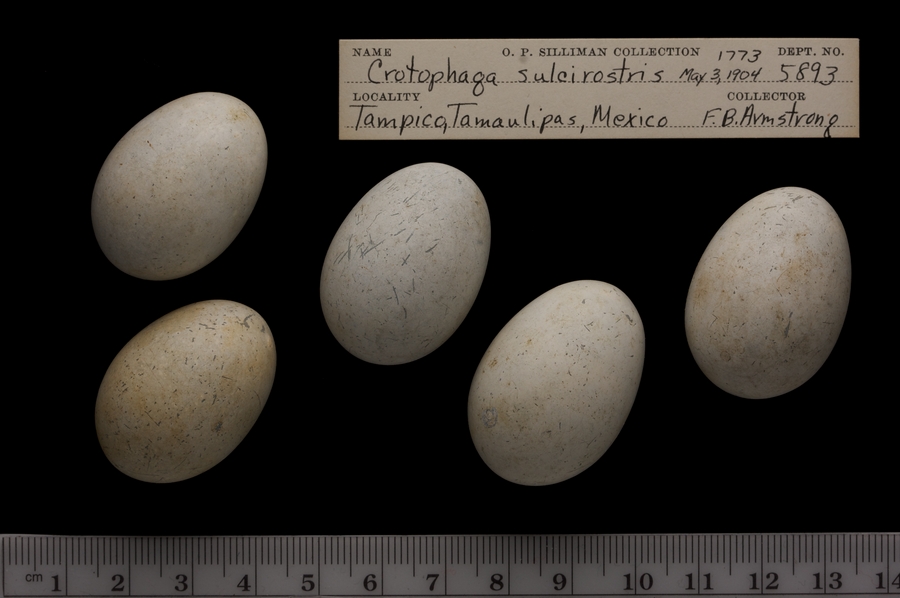 NAME O. P. SILLIMAN COLLECTION 1773 DEPT. NO.
Crotophaga sulcirostris May 3, 1904 5893
LOCALITY COLLECTOR
Tampico, Tamaulipas, Mexico F. B. Armstrong
cm 1 2 3 4 5 6 7 8 9 10 11 12 13 14